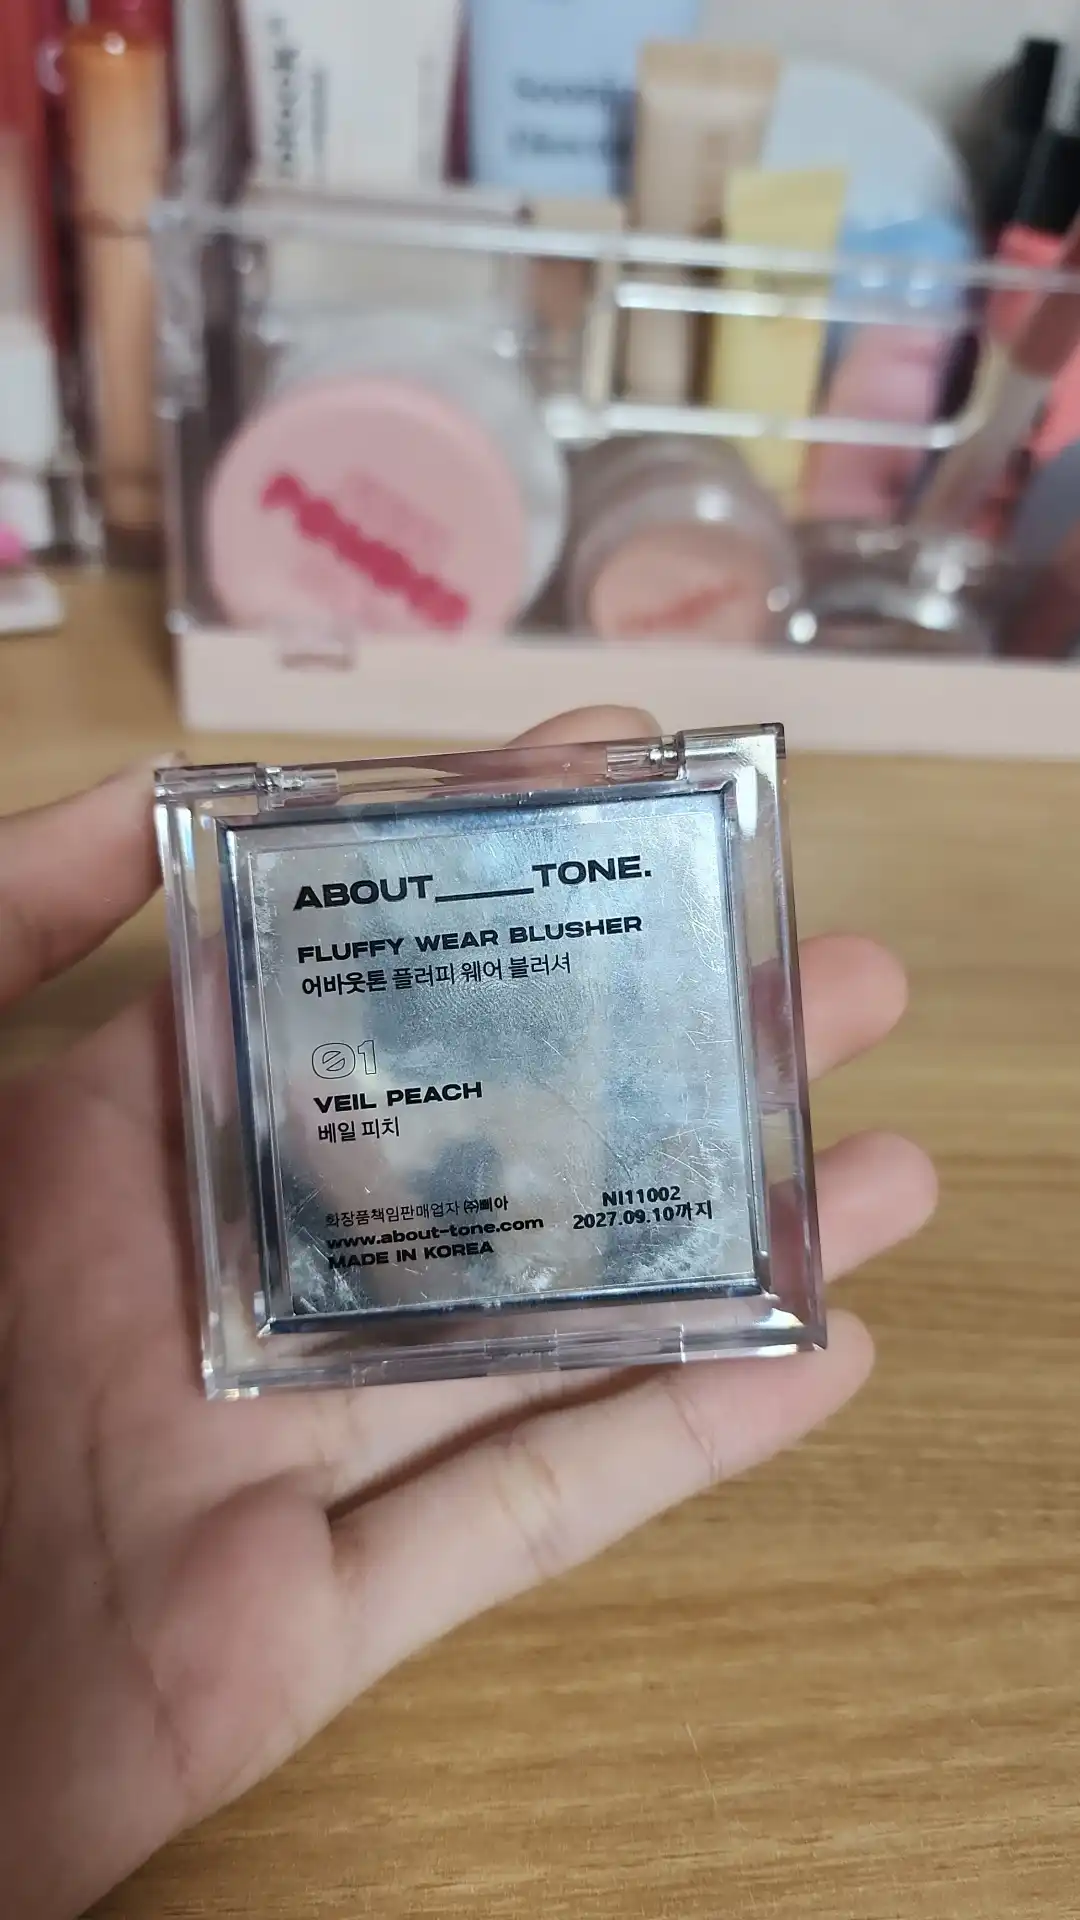 ABOUT_____TONE.
FLUFFY WEAR BLUSHER
어바웃톤 플러피 웨어 블러셔
01
VEIL PEACH
베일 피치
화장품책임판매업자 ㈜삐아
www.about-tone.com
MADE IN KOREA
NI11002
2027.09.10까지